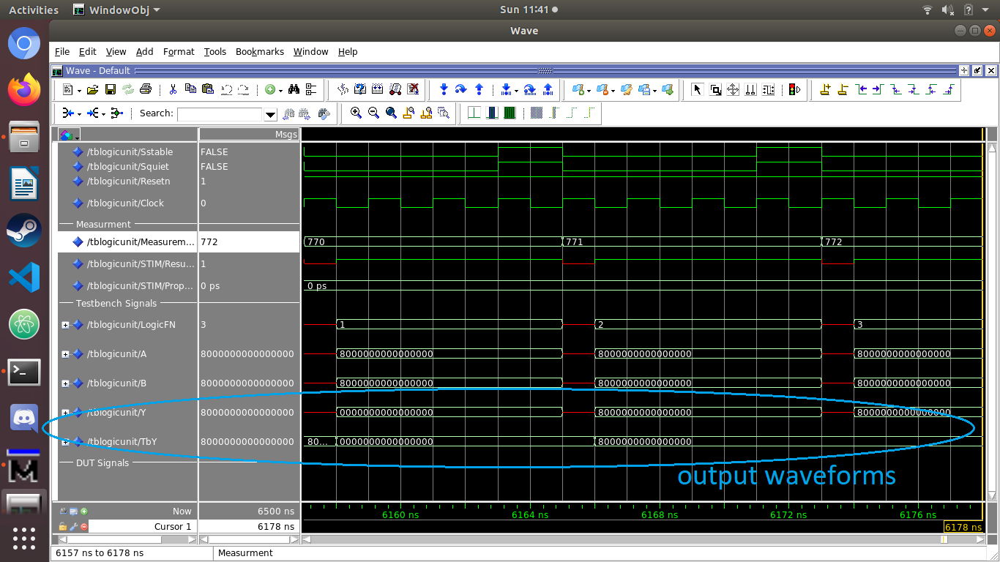 Activities WindowObj Sun 11:41
Wave
File Edit View Add Format Tools Bookmarks Window Help
Wave - Default
Search:
Msgs
/tblogicunit/Sstable FALSE
/tblogicunit/Squiet FALSE
/tblogicunit/Resetn 1
/tblogicunit/Clock 0
Measurment
/tblogicunit/Measurem... 772 770 771 772
/tblogicunit/STIM/Resu... 1
/tblogicunit/STIM/Prop... 0 ps 0 ps
Testbench Signals
/tblogicunit/LogicFN 3 1 2 3
/tblogicunit/A 8000000000000000 8000000000000000 8000000000000000 8000000000000000
/tblogicunit/B 8000000000000000 8000000000000000 8000000000000000 8000000000000000
/tblogicunit/Y 8000000000000000 0000000000000000 8000000000000000 8000000000000000
/tblogicunit/TbY 8000000000000000 80... 0000000000000000 8000000000000000
DUT Signals
output waveforms
Now 6500 ns 6160 ns 6164 ns 6168 ns 6172 ns 6176 ns
Cursor 1 6178 ns 6178 ns
6157 ns to 6178 ns Measurment